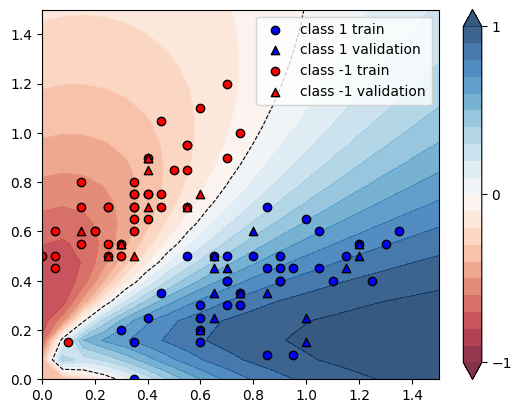 class 1 train
class 1 validation
class -1 train
class -1 validation
1.4
1.2
1.0
0.8
0.6
0.4
0.2
0.0
0.0 0.2 0.4 0.6 0.8 1.0 1.2 1.4
1
0
−1